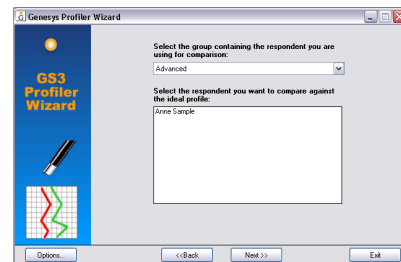 Genesys Profiler Wizard
GS3
Profiler
Wizard
Select the group containing the respondent you are
using for comparison:
Advanced
Select the respondent you want to compare against
the ideal profile:
Anne Sample
Options...
<<Back
Next >>
Exit